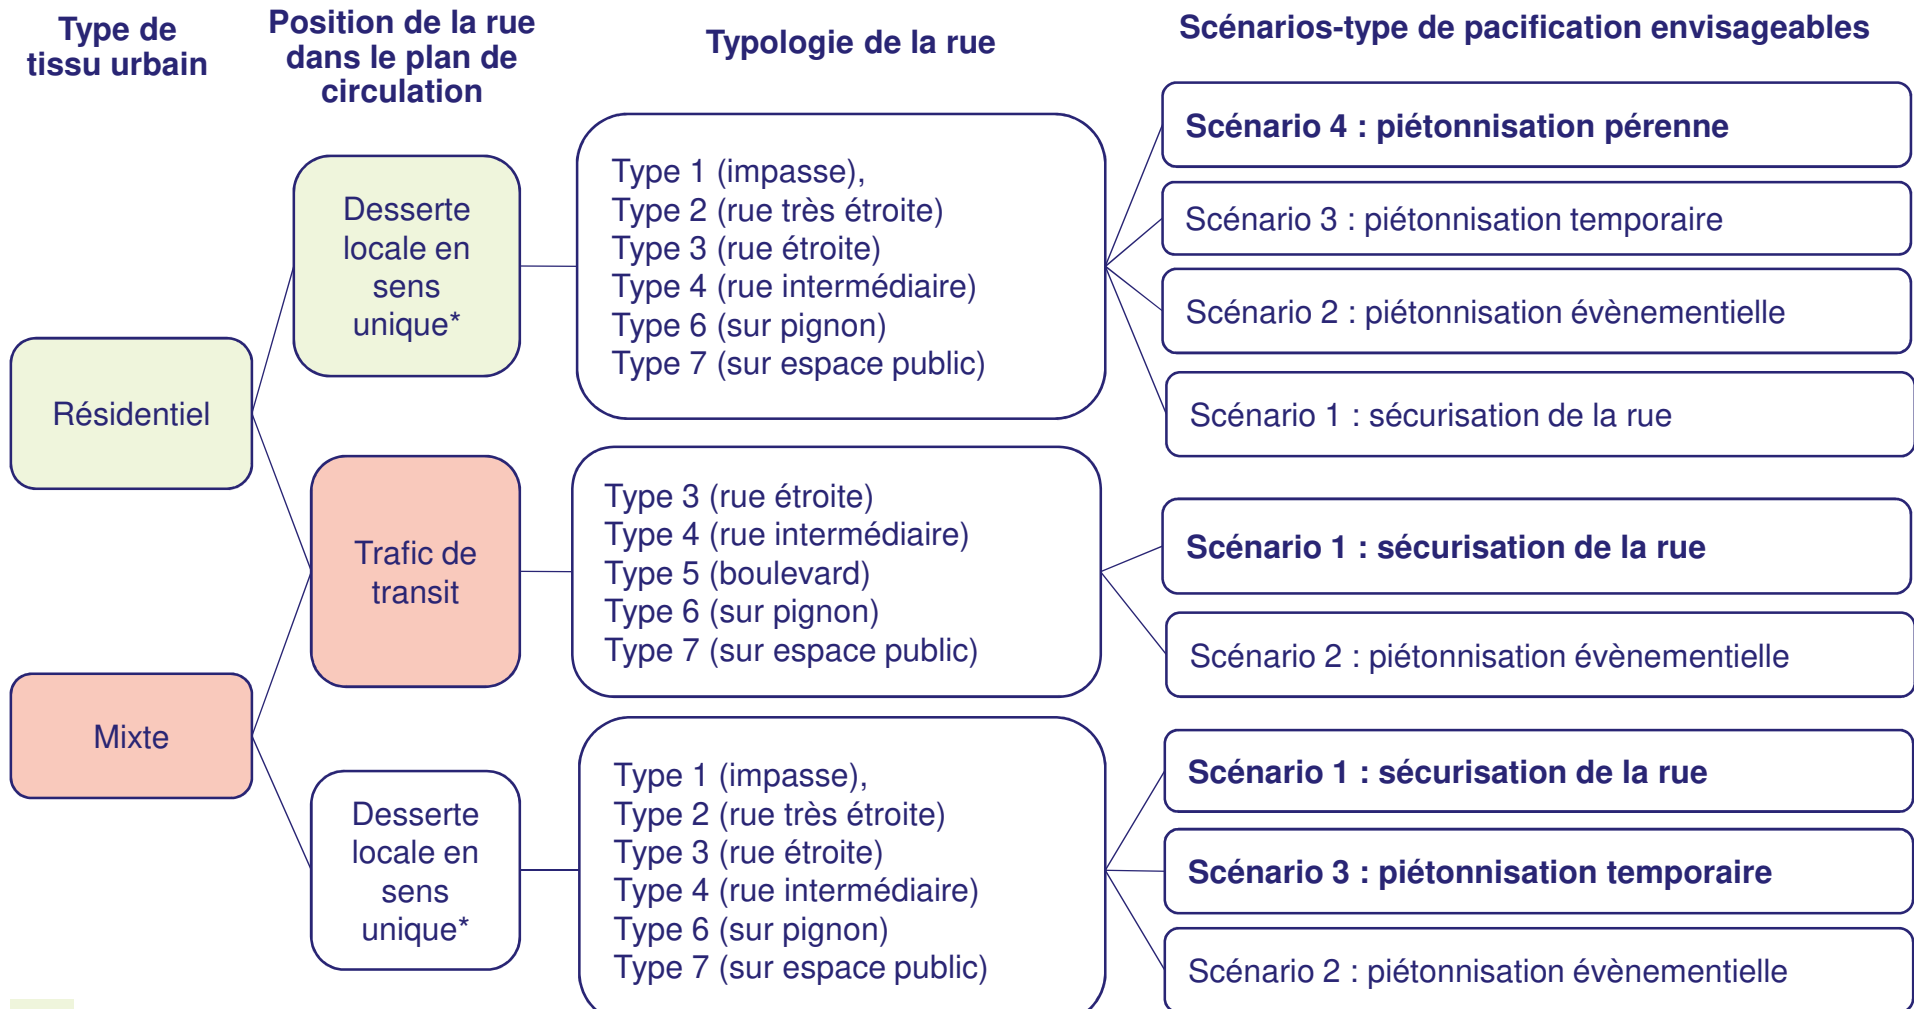 Type de
tissu urbain
Position de la rue
dans le plan de
circulation
Typologie de la rue
Scénarios-type de pacification envisageables
Résidentiel
Mixte
Desserte
locale en
sens
unique*
Trafic de
transit
Desserte
locale en
sens
unique*
Type 1 (impasse),
Type 2 (rue très étroite)
Type 3 (rue étroite)
Type 4 (rue intermédiaire)
Type 6 (sur pignon)
Type 7 (sur espace public)
Type 3 (rue étroite)
Type 4 (rue intermédiaire)
Type 5 (boulevard)
Type 6 (sur pignon)
Type 7 (sur espace public)
Type 1 (impasse),
Type 2 (rue très étroite)
Type 3 (rue étroite)
Type 4 (rue intermédiaire)
Type 6 (sur pignon)
Type 7 (sur espace public)
Scénario 4 : piétonnisation pérenne
Scénario 3 : piétonnisation temporaire
Scénario 2 : piétonnisation évènementielle
Scénario 1 : sécurisation de la rue
Scénario 1 : sécurisation de la rue
Scénario 2 : piétonnisation évènementielle
Scénario 1 : sécurisation de la rue
Scénario 3 : piétonnisation temporaire
Scénario 2 : piétonnisation évènementielle